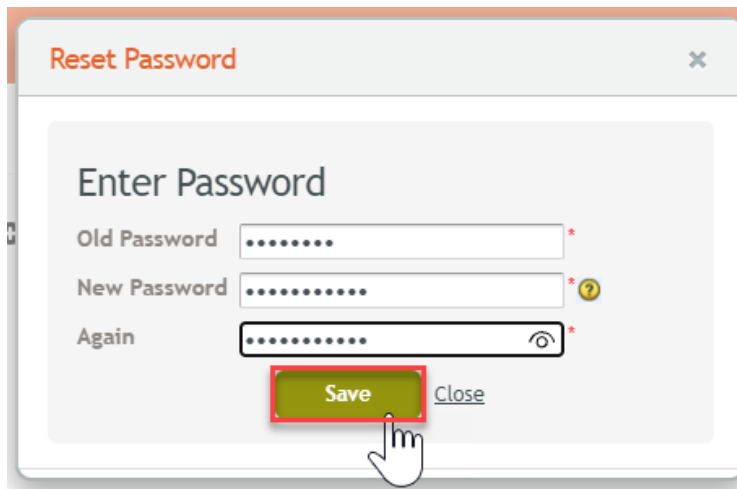 Reset Password ×
Enter Password
Old Password •••••••• *
New Password ••••••••••• * ?
Again ••••••••••• *
Save Close